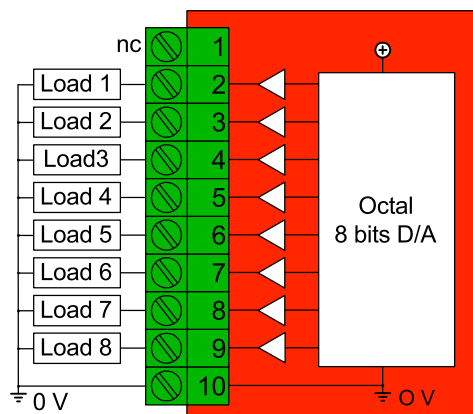 nc 1
Load 1 2
Load 2 3
Load3 4
Load 4 5
Load 5 6
Load 6 7
Load 7 8
Load 8 9
10
Octal
8 bits D/A
0 V
O V